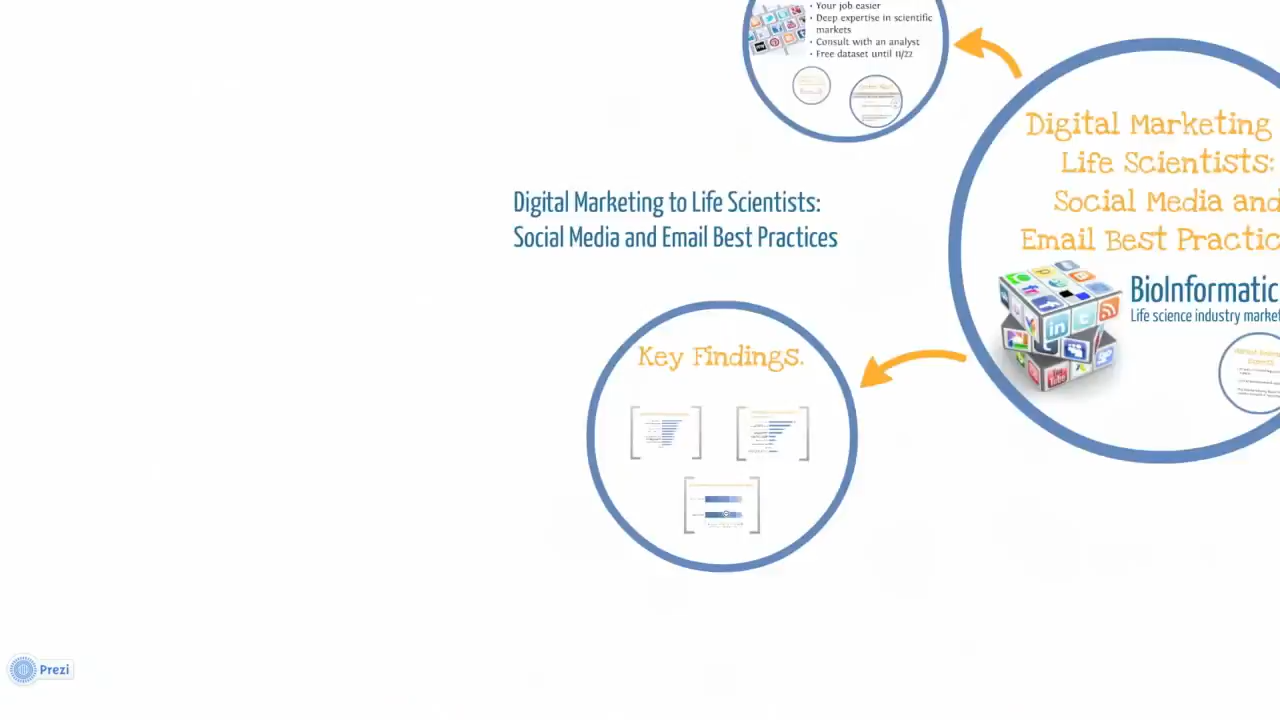 • Your job easier
• Deep expertise in scientific
markets
• Consult with an analyst
• Free dataset until 11/22
Digital Marketing
Life Scientists:
Social Media and
Email Best Practic
BioInformatic
Life science industry market
Digital Marketing to Life Scientists:
Social Media and Email Best Practices
Key Findings.
Prezi